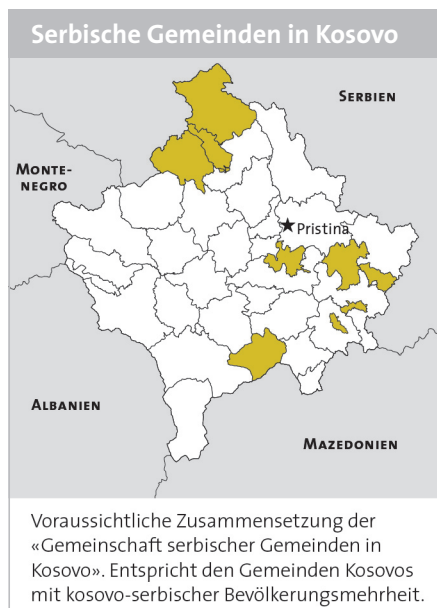 Serbische Gemeinden in Kosovo
SERBIEN
MONTE-
NEGRO
Pristina
ALBANIEN
MAZEDONIEN
Voraussichtliche Zusammensetzung der
«Gemeinschaft serbischer Gemeinden in
Kosovo». Entspricht den Gemeinden Kosovos
mit kosovo-serbischer Bevölkerungsmehrheit.